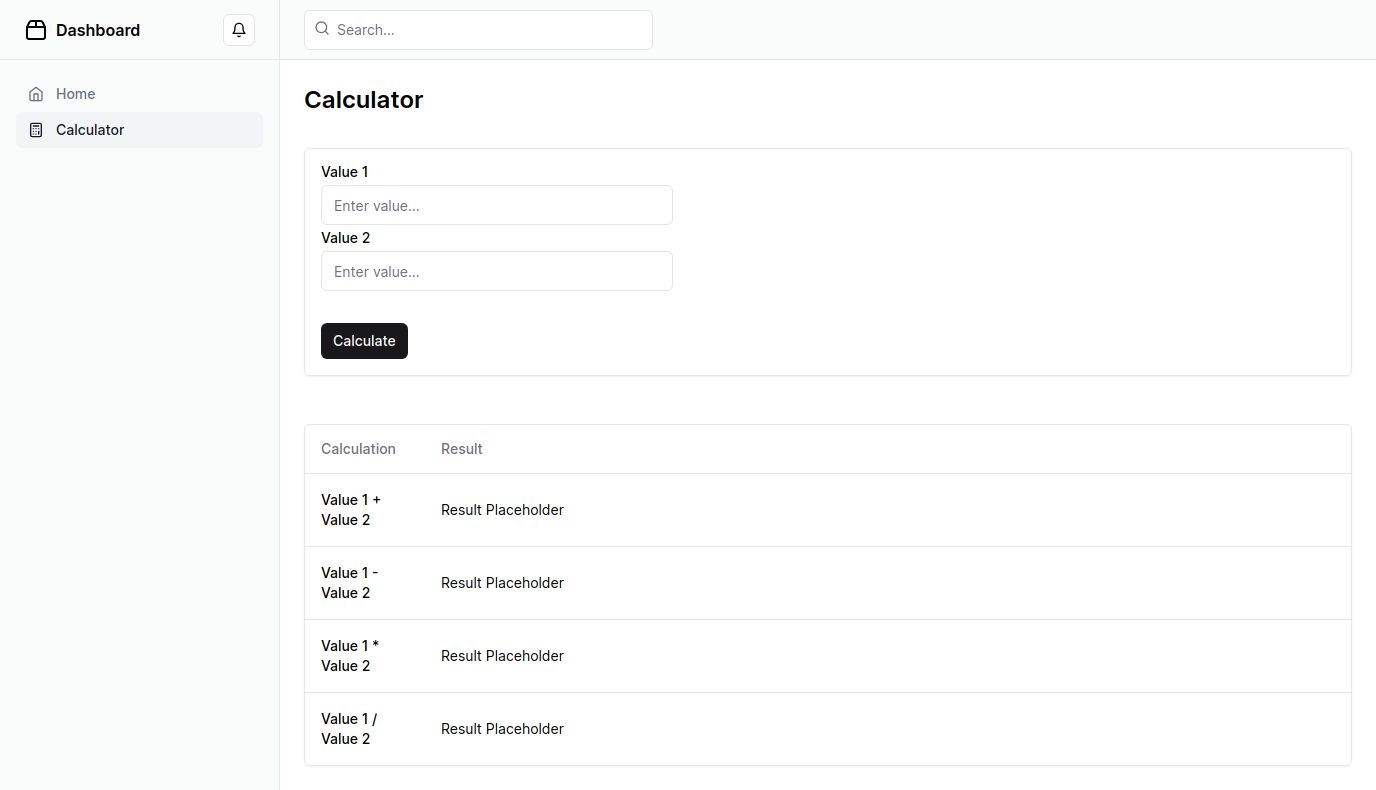 Dashboard
Search...
Home
Calculator
Calculator
Value 1
Enter value...
Value 2
Enter value...
Calculate
Calculation Result
Value 1 +
Value 2
Result Placeholder
Value 1 -
Value 2
Result Placeholder
Value 1 *
Value 2
Result Placeholder
Value 1 /
Value 2
Result Placeholder